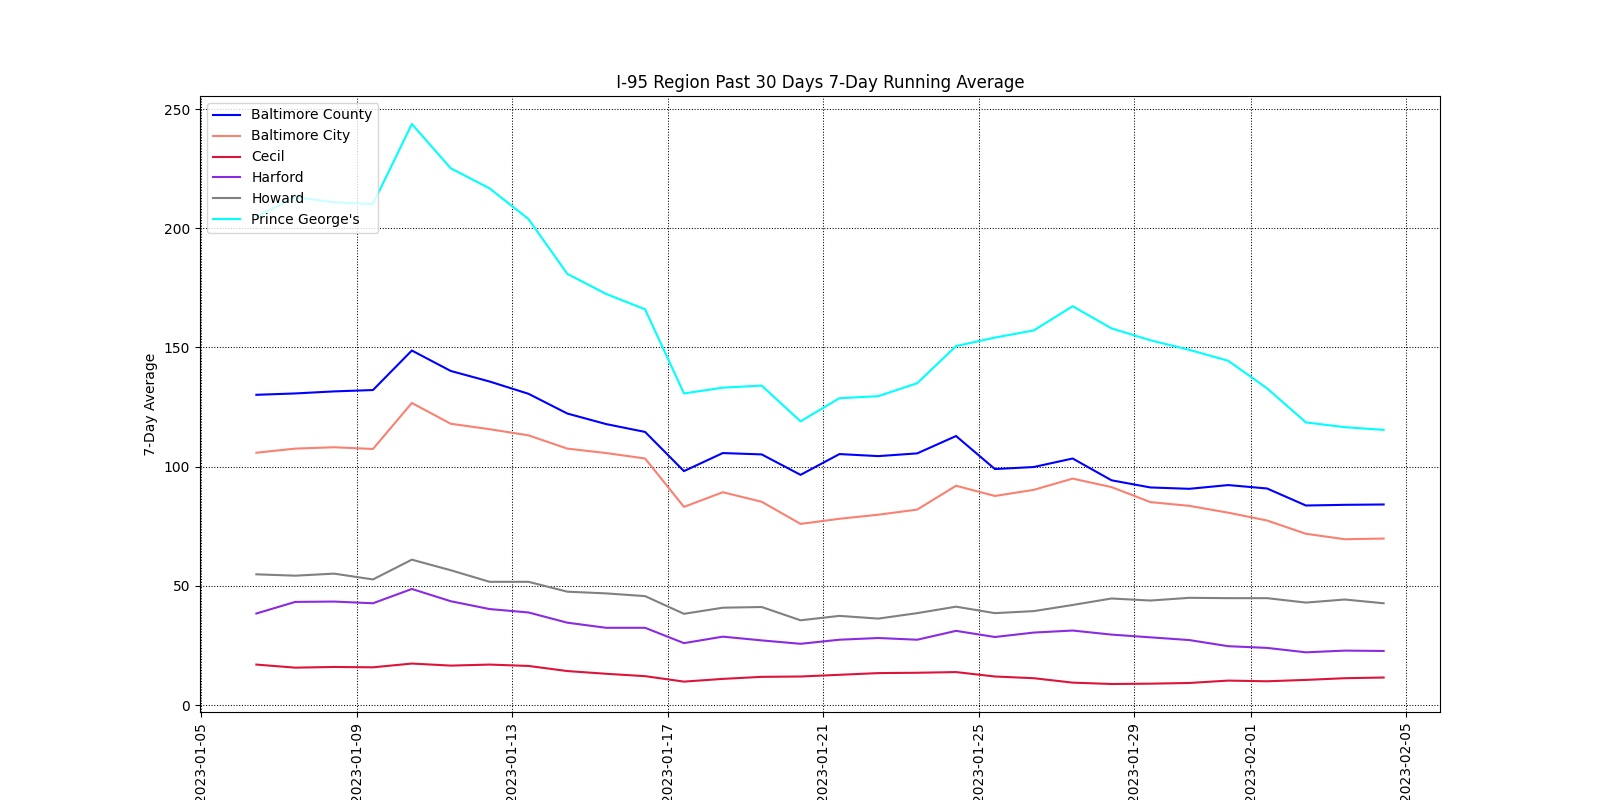 I-95 Region Past 30 Days 7-Day Running Average
250
200
150
100
50
0
7-Day Average
Baltimore County
Baltimore City
Cecil
Harford
Howard
Prince George's
2023-01-05
2023-01-09
2023-01-13
2023-01-17
2023-01-21
2023-01-25
2023-01-29
2023-02-01
2023-02-05